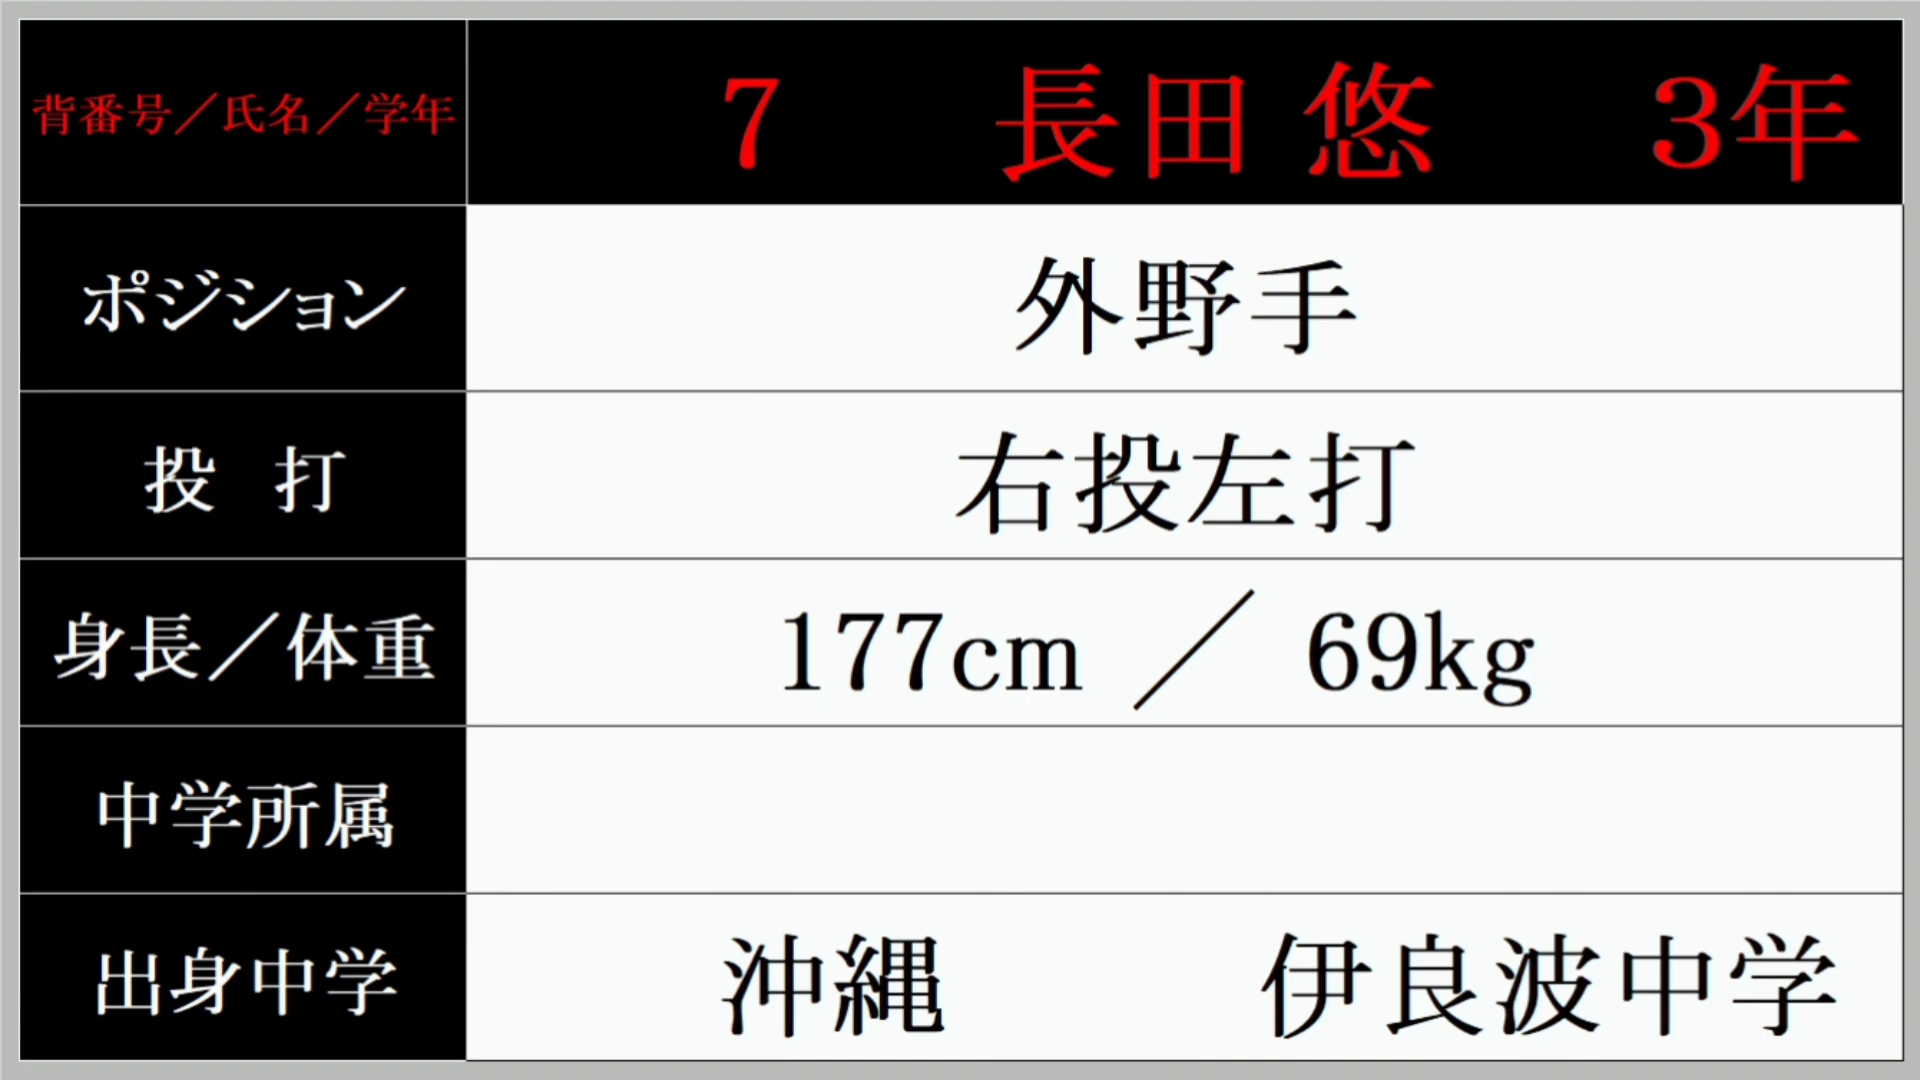 背番号／氏名／学年 7 長田 悠 3年
ポジション 外野手
投 打 右投左打
身長／体重 177cm ／ 69kg
中学所属
出身中学 沖縄 伊良波中学